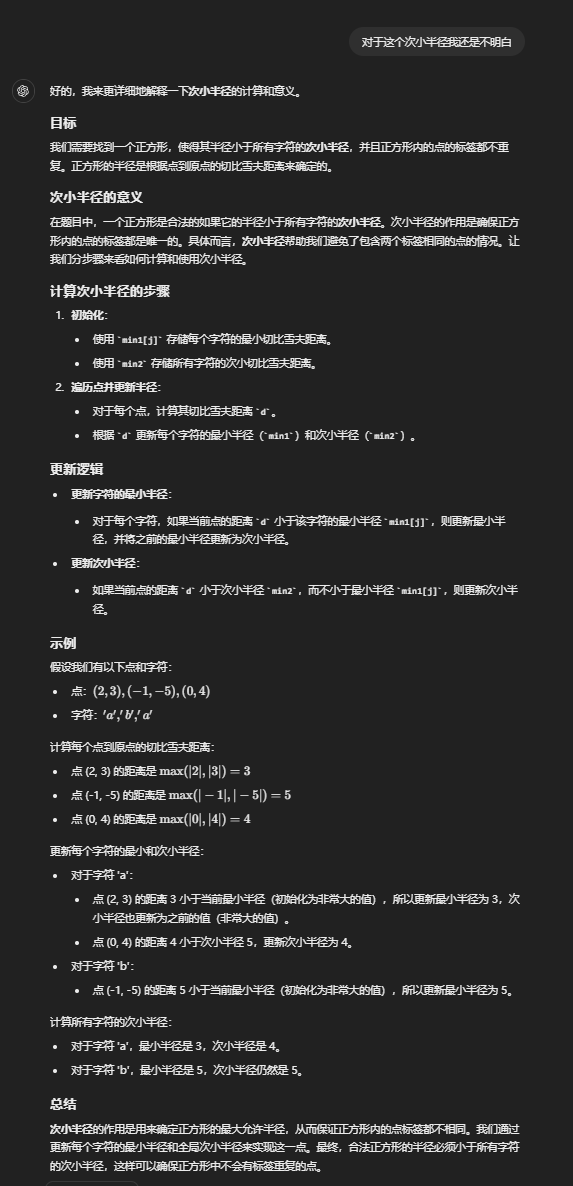 对于这个次小半径我还是不明白
好的，我来更详细地解释一下次小半径的计算和意义。
目标
我们需要找到一个正方形，使得其半径小于所有字符的次小半径，并且正方形内的点的标签都不重
复。正方形的半径是根据点到原点的切比雪夫距离来确定的。
次小半径的意义
在题目中，一个正方形是合法的如果它的半径小于所有字符的次小半径。次小半径的作用是确保正方
形内的点的标签都是唯一的。具体而言，次小半径帮助我们避免了包含两个标签相同的点的情况。让
我们分步骤来看如何计算和使用次小半径。
计算次小半径的步骤
1. 初始化：
• 使用 `min1[j]` 存储每个字符的最小切比雪夫距离。
• 使用 `min2` 存储所有字符的次小切比雪夫距离。
2. 遍历点并更新半径：
• 对于每个点，计算其切比雪夫距离 `d`。
• 根据 `d` 更新每个字符的最小半径（`min1`）和次小半径（`min2`）。
更新逻辑
• 更新字符的最小半径：
• 对于每个字符，如果当前点的距离 `d` 小于该字符的最小半径 `min1[j]`，则更新最小半
径，并将之前的最小半径更新为次小半径。
• 更新次小半径：
• 如果当前点的距离 `d` 小于次小半径 `min2`，而不小于最小半径 `min1[j]`，则更新次小半
径。
示例
假设我们有以下点和字符：
• 点：(2, 3), (−1, −5), (0, 4)
• 字符：′a′,′ b′,′ a′
计算每个点到原点的切比雪夫距离：
• 点 (2, 3) 的距离是 max(|2|, |3|) = 3
• 点 (-1, -5) 的距离是 max(| − 1|, | − 5|) = 5
• 点 (0, 4) 的距离是 max(|0|, |4|) = 4
更新每个字符的最小和次小半径：
• 对于字符 'a'：
• 点 (2, 3) 的距离 3 小于当前最小半径（初始化为非常大的值），所以更新最小半径为 3，次
小半径也更新为之前的值（非常大的值）。
• 点 (0, 4) 的距离 4 小于次小半径 5，更新次小半径为 4。
• 对于字符 'b'：
• 点 (-1, -5) 的距离 5 小于当前最小半径（初始化为非常大的值），所以更新最小半径为 5。
计算所有字符的次小半径：
• 对于字符 'a'，最小半径是 3，次小半径是 4。
• 对于字符 'b'，最小半径是 5，次小半径仍然是 5。
总结
次小半径的作用是用来确定正方形的最大允许半径，从而保证正方形内的点标签都不相同。我们通过
更新每个字符的最小半径和全局次小半径来实现这一点。最终，合法正方形的半径必须小于所有字符
的次小半径，这样可以确保正方形中不会有标签重复的点。